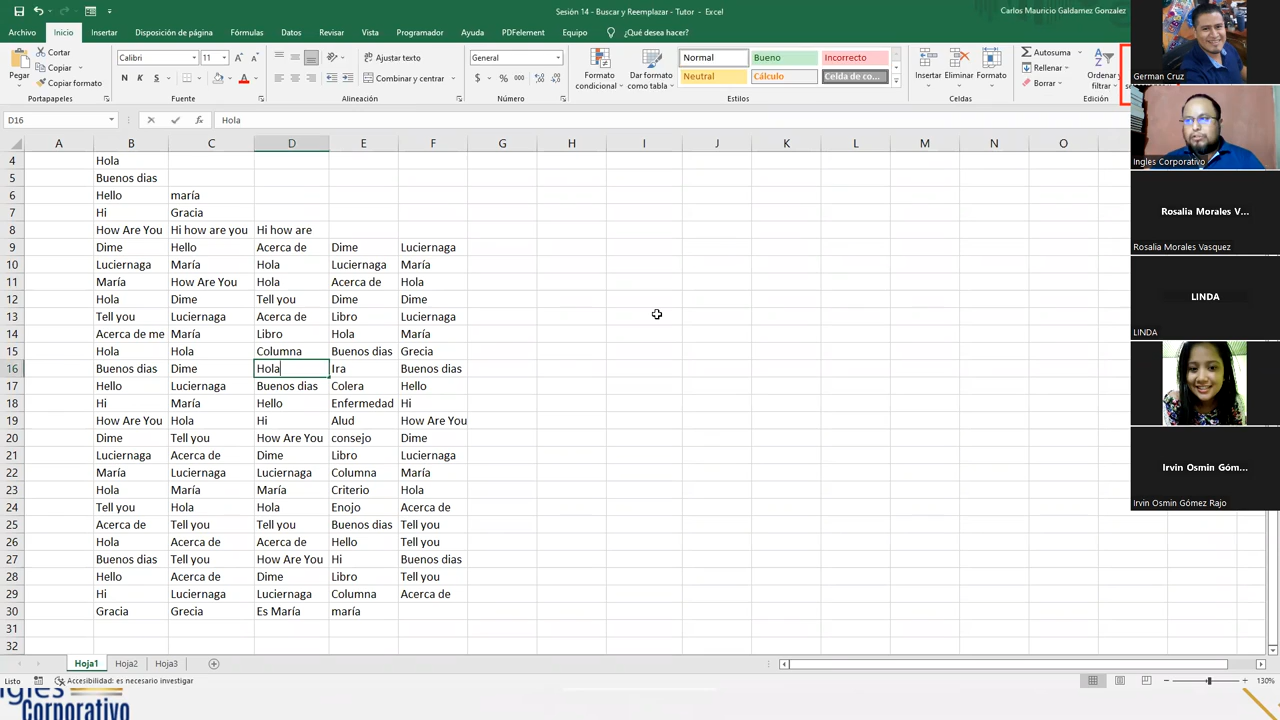 Sesión 14 - Buscar y Reemplazar - Tutor - Excel
Carlos Mauricio Galdamez Gonzalez
Archivo Inicio Insertar Disposición de página Fórmulas Datos Revisar Vista Programador Ayuda PDFelement Equipo ¿Qué desea hacer?
Pegar
Cortar
Copiar
Copiar formato
Portapapeles
Calibri 11
N K S
Fuente
Ajustar texto
Combinar y centrar
Alineación
General
$ % 000
Número
Formato condicional
Dar formato como tabla
Normal Bueno Incorrecto
Neutral Cálculo Celda de co...
Estilos
Insertar Eliminar Formato
Celdas
Autosuma
Rellenar
Borrar
Ordenar y filtrar
Edición
D16 fx Hola
A B C D E F G H I J K L M N O
4 Hola
5 Buenos dias
6 Hello maría
7 Hi Gracia
8 How Are You Hi how are you Hi how are
9 Dime Hello Acerca de Dime Luciernaga
10 Luciernaga María Hola Luciernaga María
11 María How Are You Hola Acerca de Hola
12 Hola Dime Tell you Dime Dime
13 Tell you Luciernaga Acerca de Libro Luciernaga
14 Acerca de me María Libro Hola María
15 Hola Hola Columna Buenos dias Grecia
16 Buenos dias Dime Hola Ira Buenos dias
17 Hello Luciernaga Buenos dias Colera Hello
18 Hi María Hello Enfermedad Hi
19 How Are You Hola Hi Alud How Are You
20 Dime Tell you How Are You consejo Dime
21 Luciernaga Acerca de Dime Libro Luciernaga
22 María Luciernaga Luciernaga Columna María
23 Hola María María Criterio Hola
24 Tell you Hola Hola Enojo Acerca de
25 Acerca de Tell you Tell you Buenos dias Tell you
26 Hola Acerca de Acerca de Hello Tell you
27 Buenos dias Tell you How Are You Hi Buenos dias
28 Hello Acerca de Dime Libro Tell you
29 Hi Luciernaga Luciernaga Columna Acerca de
30 Gracia Grecia Es María maría
31
32
Hoja1 Hoja2 Hoja3
Listo Accesibilidad: es necesario investigar
130%
Ingles
Corporativo
German Cruz
Ingles Corporativo
Rosalia Morales V...
Rosalia Morales Vasquez
LINDA
LINDA
Irvin Osmin Góm...
Irvin Osmin Gómez Rajo